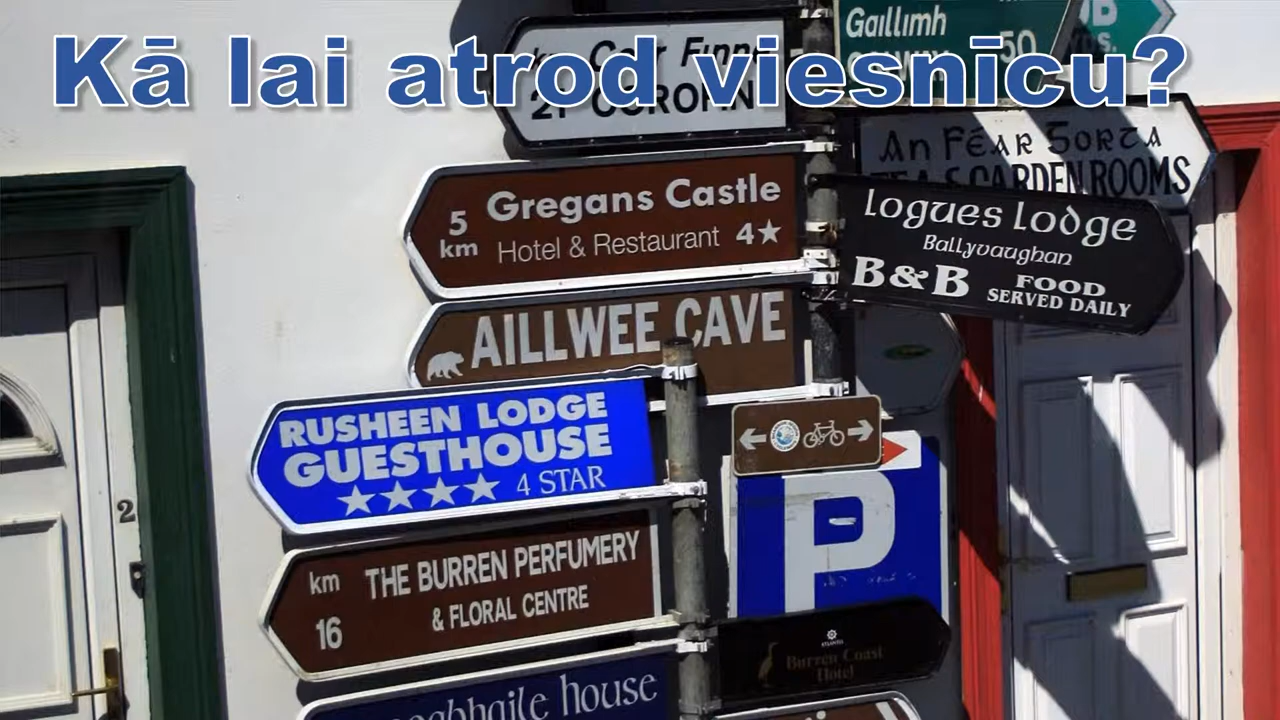 Kā lai atrod viesnīcu?
Gaillimh
50
COROFIN
An Féar Gorta
TEA & GARDEN ROOMS
Gregans Castle
5 km
Hotel & Restaurant 4★
Logues Lodge
Ballyvaughan
B&B FOOD SERVED DAILY
AILLWEE CAVE
RUSHEEN LODGE
GUESTHOUSE
★★★★ 4 STAR
P
2
km 16
THE BURREN PERFUMERY
& FLORAL CENTRE
Burren Coast
Hotel
house